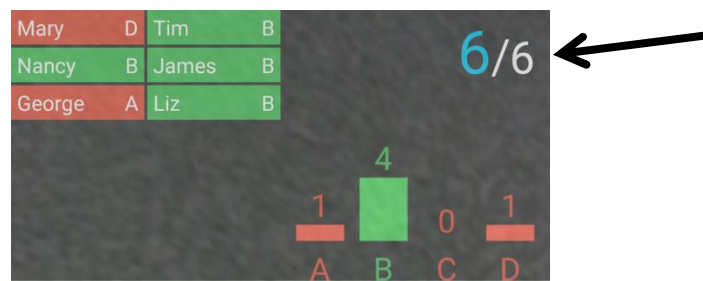 Mary D Tim B
6/6
Nancy B James B
George A Liz B
4
1
1
0
A B C D